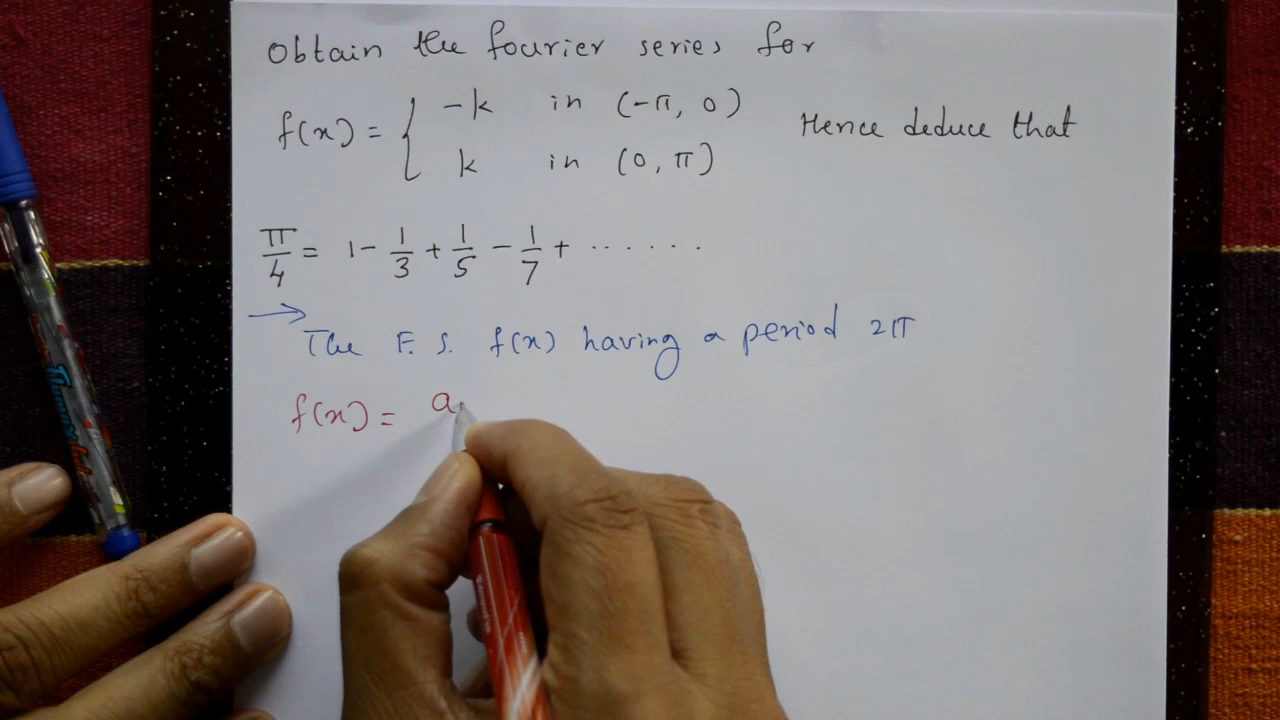 Obtain the fourier series for
f(x) = { -k in (-π, 0)
k in (0, π)
Hence deduce that
π/4 = 1 - 1/3 + 1/5 - 1/7 + .......
→ The F. S. f(x) having a period 2π
f(x) = a